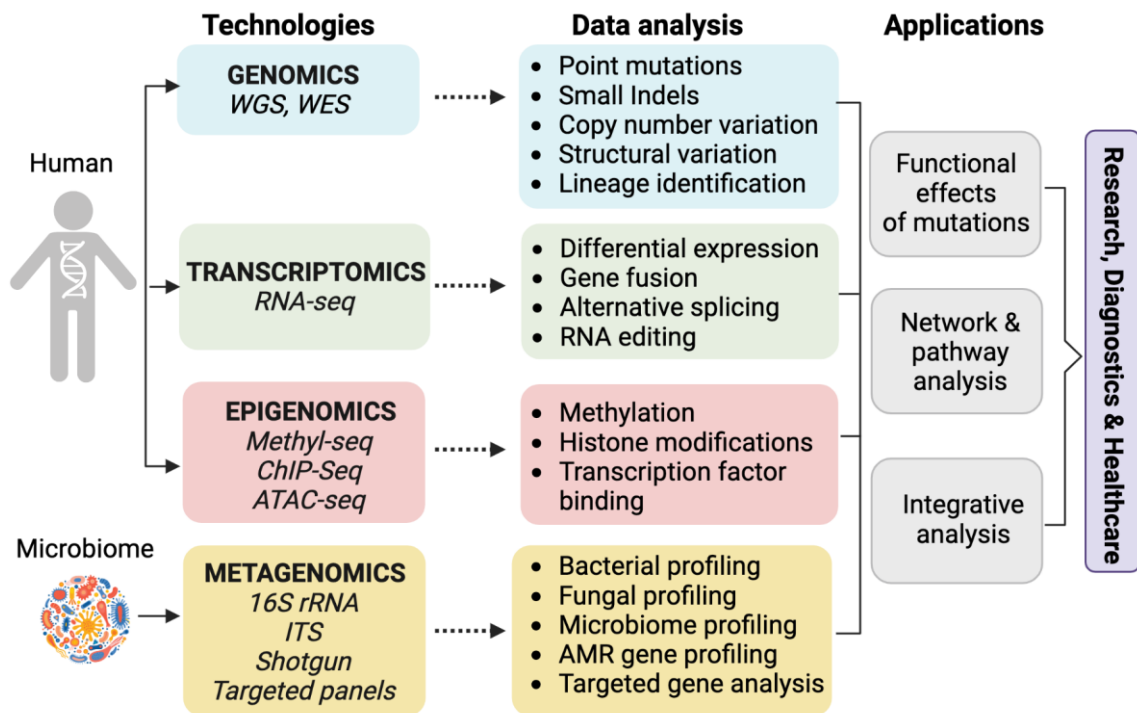 Technologies
Data analysis
Applications
Human
GENOMICS
WGS, WES
• Point mutations
• Small Indels
• Copy number variation
• Structural variation
• Lineage identification
TRANSCRIPTOMICS
RNA-seq
• Differential expression
• Gene fusion
• Alternative splicing
• RNA editing
EPIGENOMICS
Methyl-seq
ChIP-Seq
ATAC-seq
• Methylation
• Histone modifications
• Transcription factor
binding
Microbiome
METAGENOMICS
16S rRNA
ITS
Shotgun
Targeted panels
• Bacterial profiling
• Fungal profiling
• Microbiome profiling
• AMR gene profiling
• Targeted gene analysis
Functional
effects
of mutations
Network &
pathway
analysis
Integrative
analysis
Research, Diagnostics & Healthcare